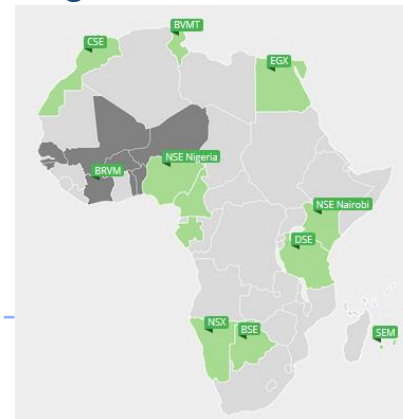 BVMT
CSE
EGX
NSE Nigeria
BRVM
NSE Nairobi
DSE
NSX
BSE
SEM